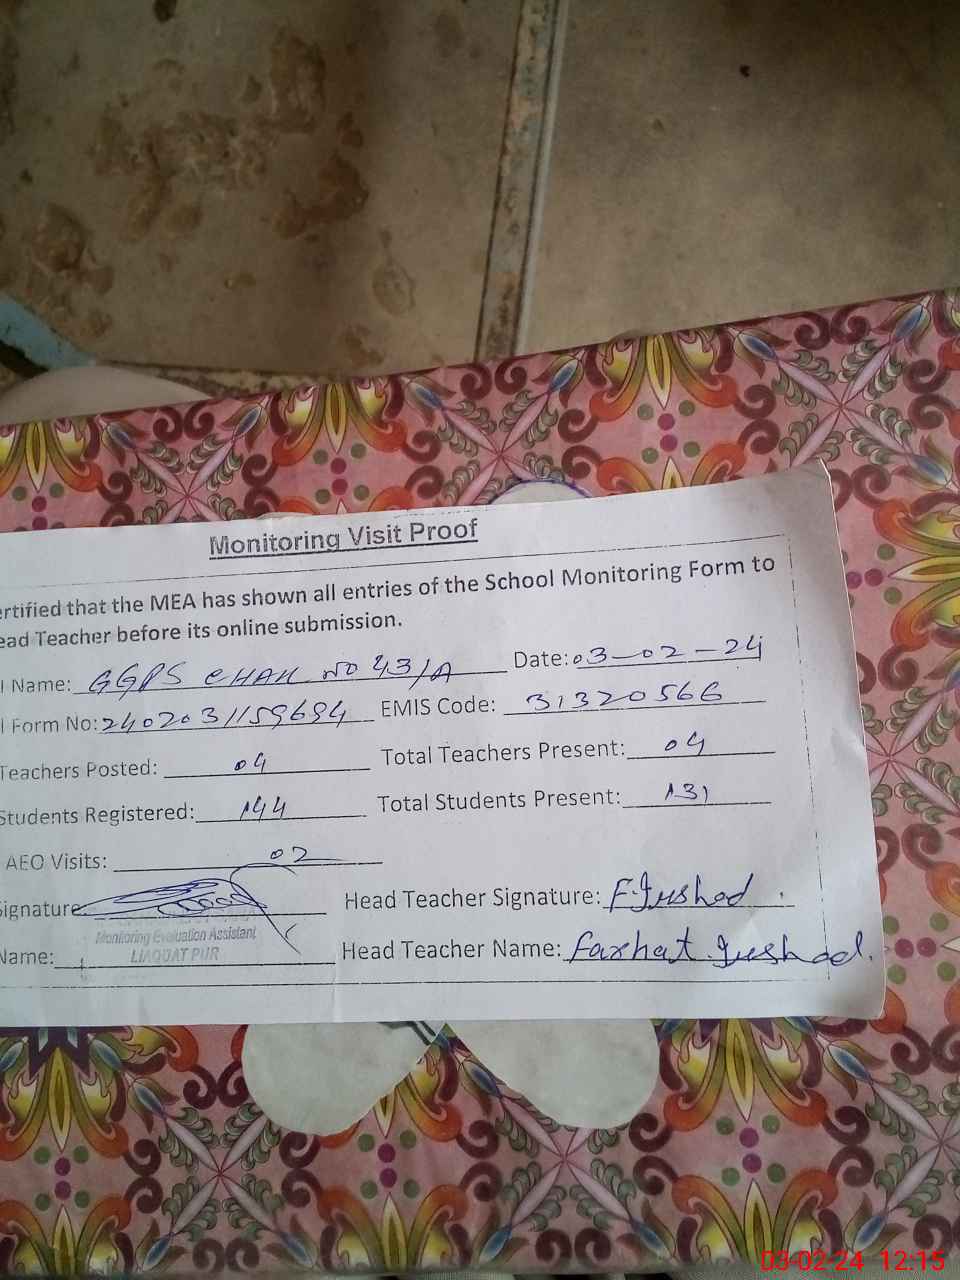 Monitoring Visit Proof
ertified that the MEA has shown all entries of the School Monitoring Form to
ead Teacher before its online submission.
l Name: GGPS CHAK NO 43/A Date: 03-02-24
l Form No: 2402031159694 EMIS Code: 31320566
Teachers Posted: 04 Total Teachers Present: 04
Students Registered: 144 Total Students Present: 131
AEO Visits: 02
Signature Head Teacher Signature:
Monitoring Evaluation Assistant
LIAQUAT PUR
Name: Head Teacher Name: Farhat
03-02-24 12:15